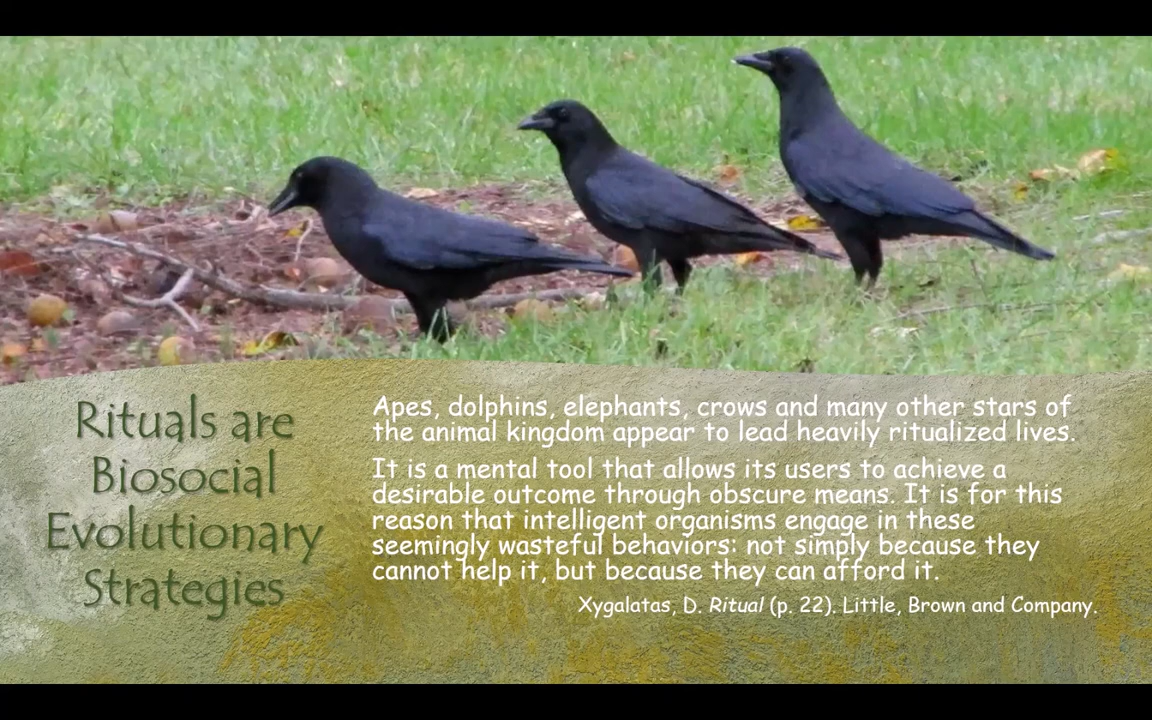 Rituals are
Biosocial
Evolutionary
Strategies
Apes, dolphins, elephants, crows and many other stars of
the animal kingdom appear to lead heavily ritualized lives.
It is a mental tool that allows its users to achieve a
desirable outcome through obscure means. It is for this
reason that intelligent organisms engage in these
seemingly wasteful behaviors: not simply because they
cannot help it, but because they can afford it.
Xygalatas, D. Ritual (p. 22). Little, Brown and Company.